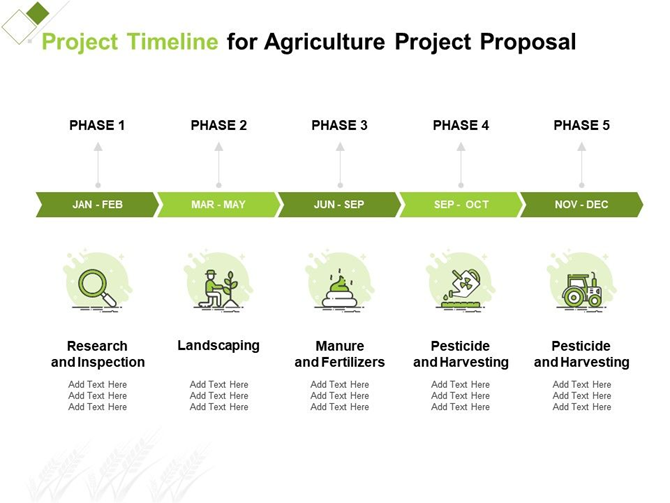 Project Timeline for Agriculture Project Proposal
PHASE 1
PHASE 2
PHASE 3
PHASE 4
PHASE 5
JAN - FEB
MAR - MAY
JUN - SEP
SEP - OCT
NOV - DEC
Research
and Inspection
Add Text Here
Add Text Here
Add Text Here
Landscaping
Add Text Here
Add Text Here
Add Text Here
Manure
and Fertilizers
Add Text Here
Add Text Here
Add Text Here
Pesticide
and Harvesting
Add Text Here
Add Text Here
Add Text Here
Pesticide
and Harvesting
Add Text Here
Add Text Here
Add Text Here